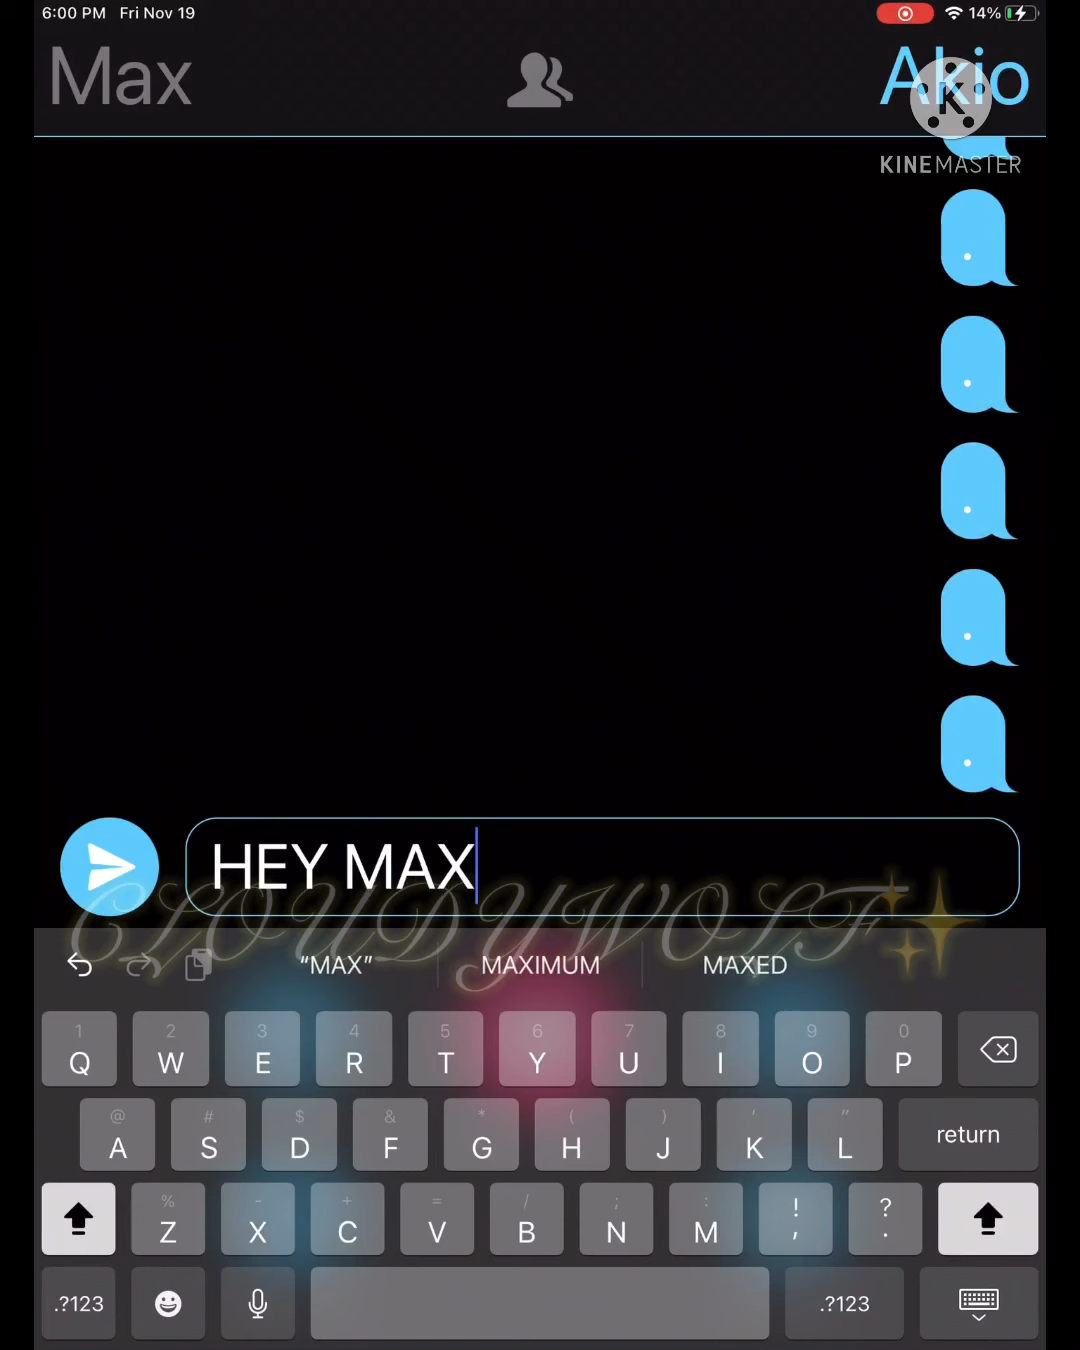 6:00 PM Fri Nov 19 14%
Max Akio
K
KINEMASTER
.
.
.
.
.
HEY MAX
CLOUDYWOLF
“MAX” MAXIMUM MAXED
1 2 3 4 5 6 7 8 9 0
Q W E R T Y U I O P
@ # $ & * ( ) ‘ “
A S D F G H J K L return
% - + = / ; : ! ?
Z X C V B N M , .
.?123 .?123